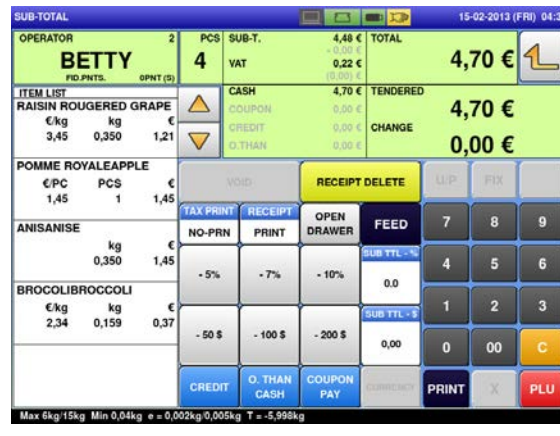 SUB-TOTAL
15-02-2013 (FRI) 04:3
OPERATOR 2
BETTY
FID.PNTS. 0PNT (S)
PCS
4
SUB-T. 4,48 €
- 0,00 €
VAT 0,22 €
(0,00) €
TOTAL
4,70 €
ITEM LIST
RAISIN ROUGERED GRAPE
€/kg kg €
3,45 0,350 1,21
CASH 4,70 €
COUPON 0,00 €
CREDIT 0,00 €
O.THAN 0,00 €
TENDERED
4,70 €
CHANGE
0,00 €
POMME ROYALEAPPLE
€/PC PCS €
1,45 1 1,45
VOID
RECEIPT DELETE
U/P
FIX
ANISANISE
kg €
0,350 1,45
TAX PRINT
NO-PRN
RECEIPT
PRINT
OPEN
DRAWER
FEED
7 8 9
BROCOLIBROCCOLI
€/kg kg €
2,34 0,159 0,37
- 5% - 7% - 10%
SUB TTL - %
0.0
4 5 6
- 50 $ - 100 $ - 200 $
SUB TTL - $
0,00
1 2 3
0 00 C
CREDIT
O. THAN
CASH
COUPON
PAY
CURRENCY
PRINT
X
PLU
Max 6kg/15kg Min 0,04kg e = 0,002kg/0,005kg T = -5,998kg